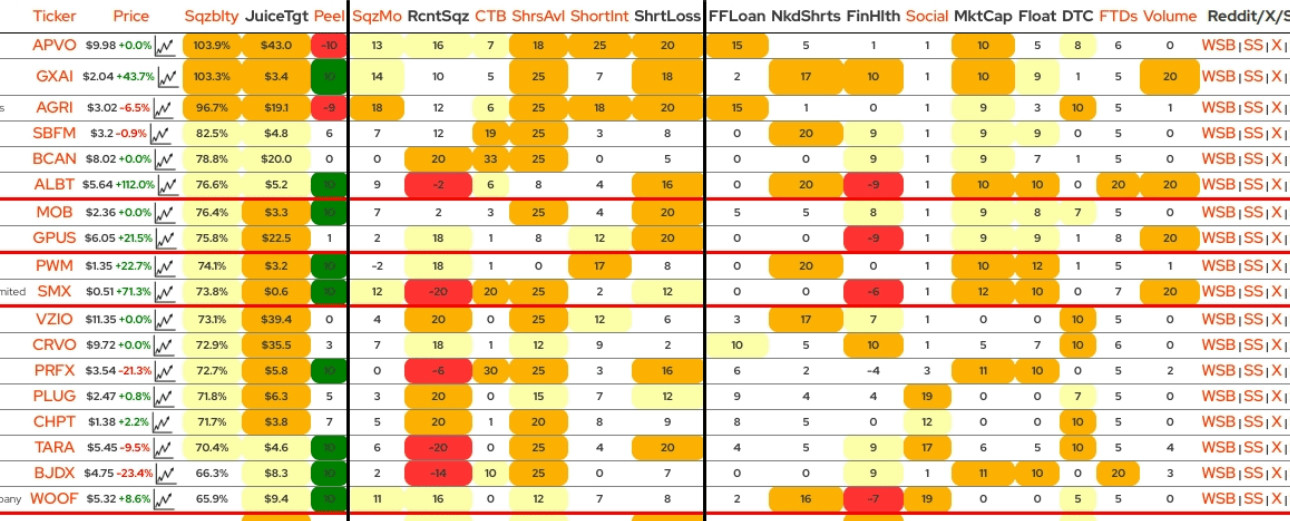 Ticker Price Sqzblty JuiceTgt Peel SqzMo RcntSqz CTB ShrsAvl ShortInt ShrtLoss FFLoan NkdShrts FinHlth Social MktCap Float DTC FTDs Volume Reddit/X/S
APVO $9.98 +0.0% 103.9% $43.0 -10 13 16 7 18 25 20 15 5 1 1 10 5 8 6 0 WSB | SS | X |
GXAI $2.04 +43.7% 103.3% $3.4 10 14 10 5 25 7 18 2 17 10 1 10 9 1 5 20 WSB | SS | X |
s AGRI $3.02 -6.5% 96.7% $19.1 -9 18 12 6 25 18 20 15 1 0 1 9 3 10 5 1 WSB | SS | X |
SBFM $3.2 -0.9% 82.5% $4.8 6 7 12 19 25 3 8 0 20 9 1 9 9 0 5 0 WSB | SS | X |
BCAN $8.02 +0.0% 78.8% $20.0 0 0 20 33 25 0 5 0 0 9 1 9 7 1 5 0 WSB | SS | X |
ALBT $5.64 +112.0% 76.6% $5.2 10 9 -2 6 8 4 16 0 20 -9 1 10 10 0 20 20 WSB | SS | X |
MOB $2.36 +0.0% 76.4% $3.3 10 7 2 3 25 4 20 5 5 8 1 9 8 7 5 0 WSB | SS | X |
GPUS $6.05 +21.5% 75.8% $22.5 1 2 18 1 8 12 20 0 0 -9 1 9 9 1 8 20 WSB | SS | X |
PWM $1.35 +22.7% 74.1% $3.2 10 -2 18 1 0 17 8 0 20 0 1 10 12 1 5 1 WSB | SS | X |
mited SMX $0.51 +71.3% 73.8% $0.6 10 12 -20 20 25 2 12 0 0 -6 1 12 10 0 7 20 WSB | SS | X |
VZIO $11.35 +0.0% 73.1% $39.4 0 4 20 0 25 12 6 3 17 7 1 0 0 10 5 0 WSB | SS | X |
CRVO $9.72 +0.0% 72.9% $35.5 3 7 18 1 12 9 2 10 5 10 1 5 7 10 6 0 WSB | SS | X |
PRFX $3.54 -21.3% 72.7% $5.8 10 0 -6 30 25 3 16 6 2 -4 3 11 10 0 5 2 WSB | SS | X |
PLUG $2.47 +0.8% 71.8% $6.3 5 3 20 0 15 7 12 9 4 4 19 0 0 7 5 0 WSB | SS | X |
CHPT $1.38 +2.2% 71.7% $3.8 7 5 20 1 20 8 9 8 5 0 12 0 0 10 5 0 WSB | SS | X |
TARA $5.45 -9.5% 70.4% $4.6 10 6 -20 0 25 4 20 4 5 9 17 6 5 10 5 4 WSB | SS | X |
BJDX $4.75 -23.4% 66.3% $8.3 10 2 -14 10 25 0 7 0 0 9 1 11 10 0 20 3 WSB | SS | X |
pany WOOF $5.32 +8.6% 65.9% $9.4 10 11 16 0 12 7 8 2 16 -7 19 0 0 5 5 0 WSB | SS | X |